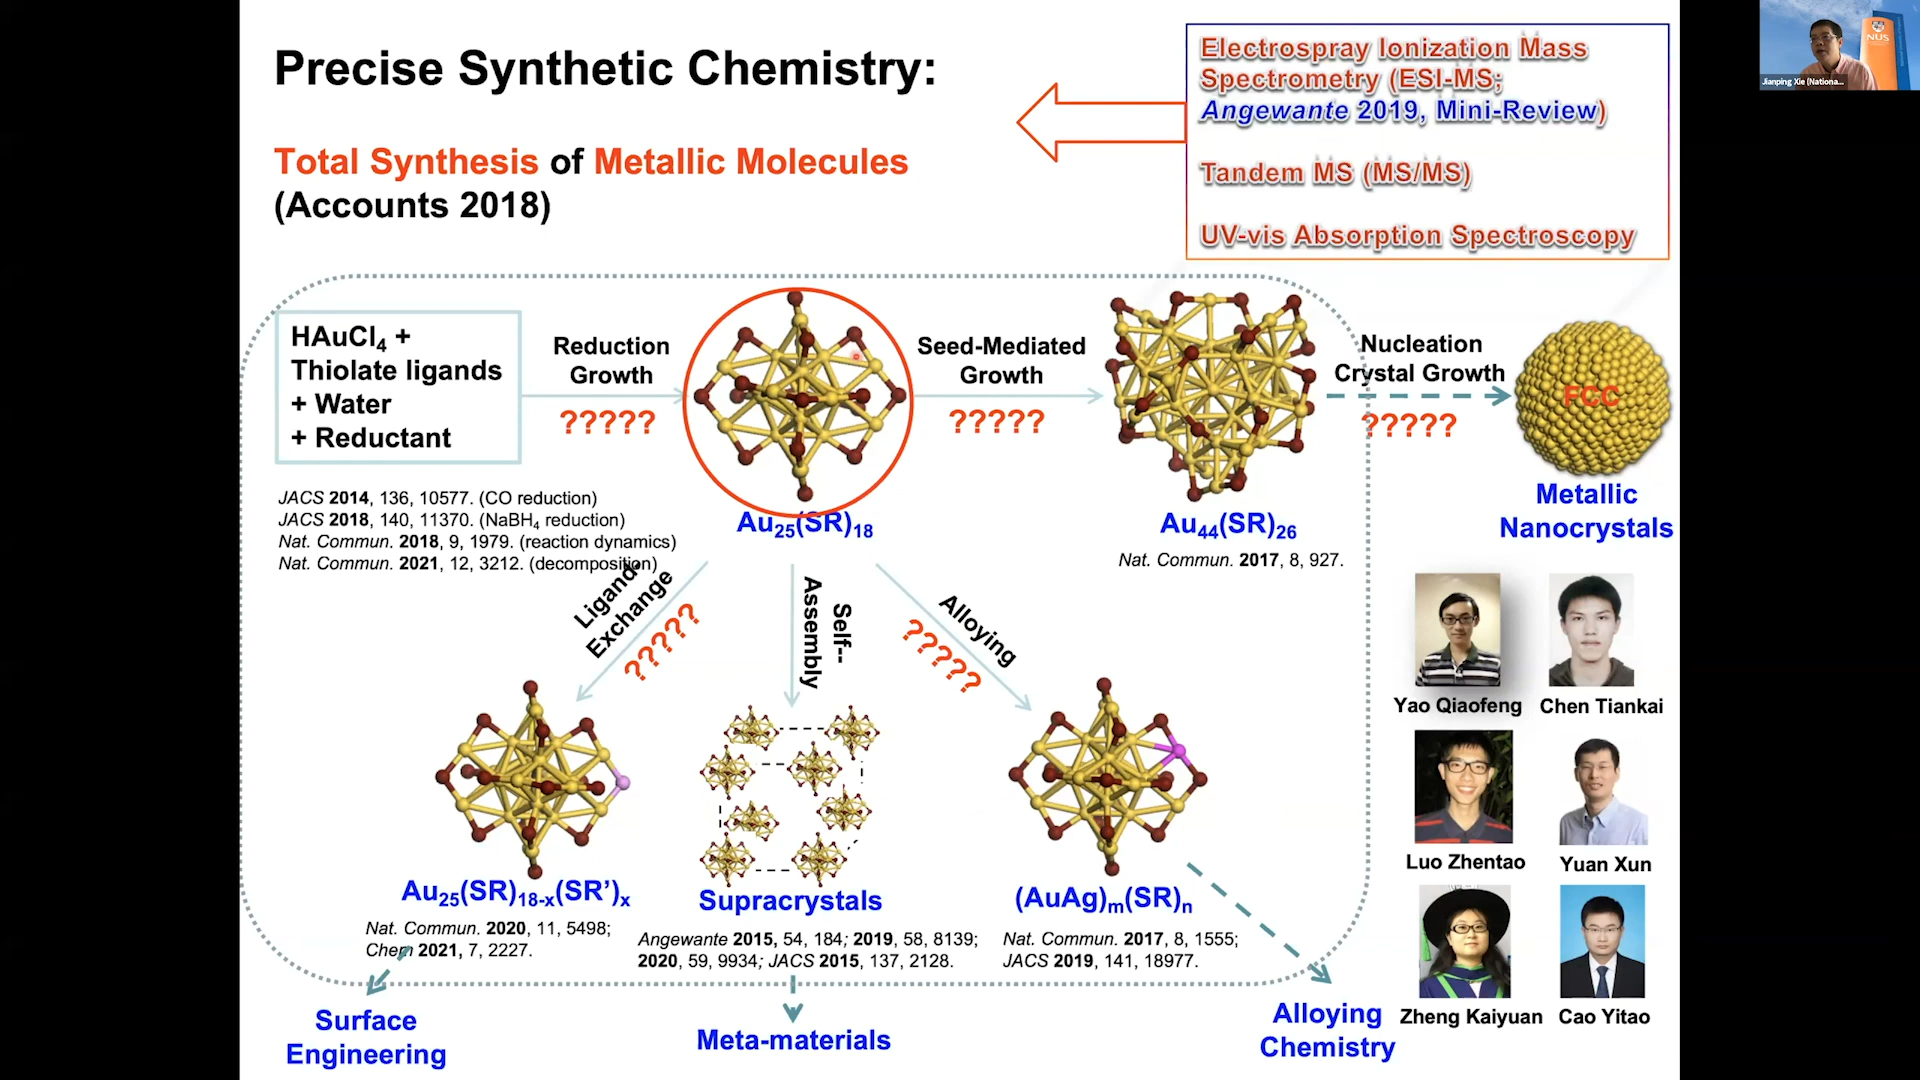 Precise Synthetic Chemistry:
Total Synthesis of Metallic Molecules
(Accounts 2018)
Electrospray Ionization Mass
Spectrometry (ESI-MS;
Angewante 2019, Mini-Review)
Tandem MS (MS/MS)
UV-vis Absorption Spectroscopy
NUS
Jianping Xie (Nationa...
HAuCl4 +
Thiolate ligands
+ Water
+ Reductant
Reduction
Growth
?????
Au25(SR)18
Seed-Mediated
Growth
?????
Au44(SR)26
Nat. Commun. 2017, 8, 927.
Nucleation
Crystal Growth
?????
FCC
Metallic
Nanocrystals
JACS 2014, 136, 10577. (CO reduction)
JACS 2018, 140, 11370. (NaBH4 reduction)
Nat. Commun. 2018, 9, 1979. (reaction dynamics)
Nat. Commun. 2021, 12, 3212. (decomposition)
Ligand-
Exchange
?????
Self--
Assembly
Alloying
?????
Au25(SR)18-x(SR')x
Nat. Commun. 2020, 11, 5498;
Chem 2021, 7, 2227.
Supracrystals
Angewante 2015, 54, 184; 2019, 58, 8139;
2020, 59, 9934; JACS 2015, 137, 2128.
(AuAg)m(SR)n
Nat. Commun. 2017, 8, 1555;
JACS 2019, 141, 18977.
Surface
Engineering
Meta-materials
Alloying
Chemistry
Yao Qiaofeng
Chen Tiankai
Luo Zhentao
Yuan Xun
Zheng Kaiyuan
Cao Yitao